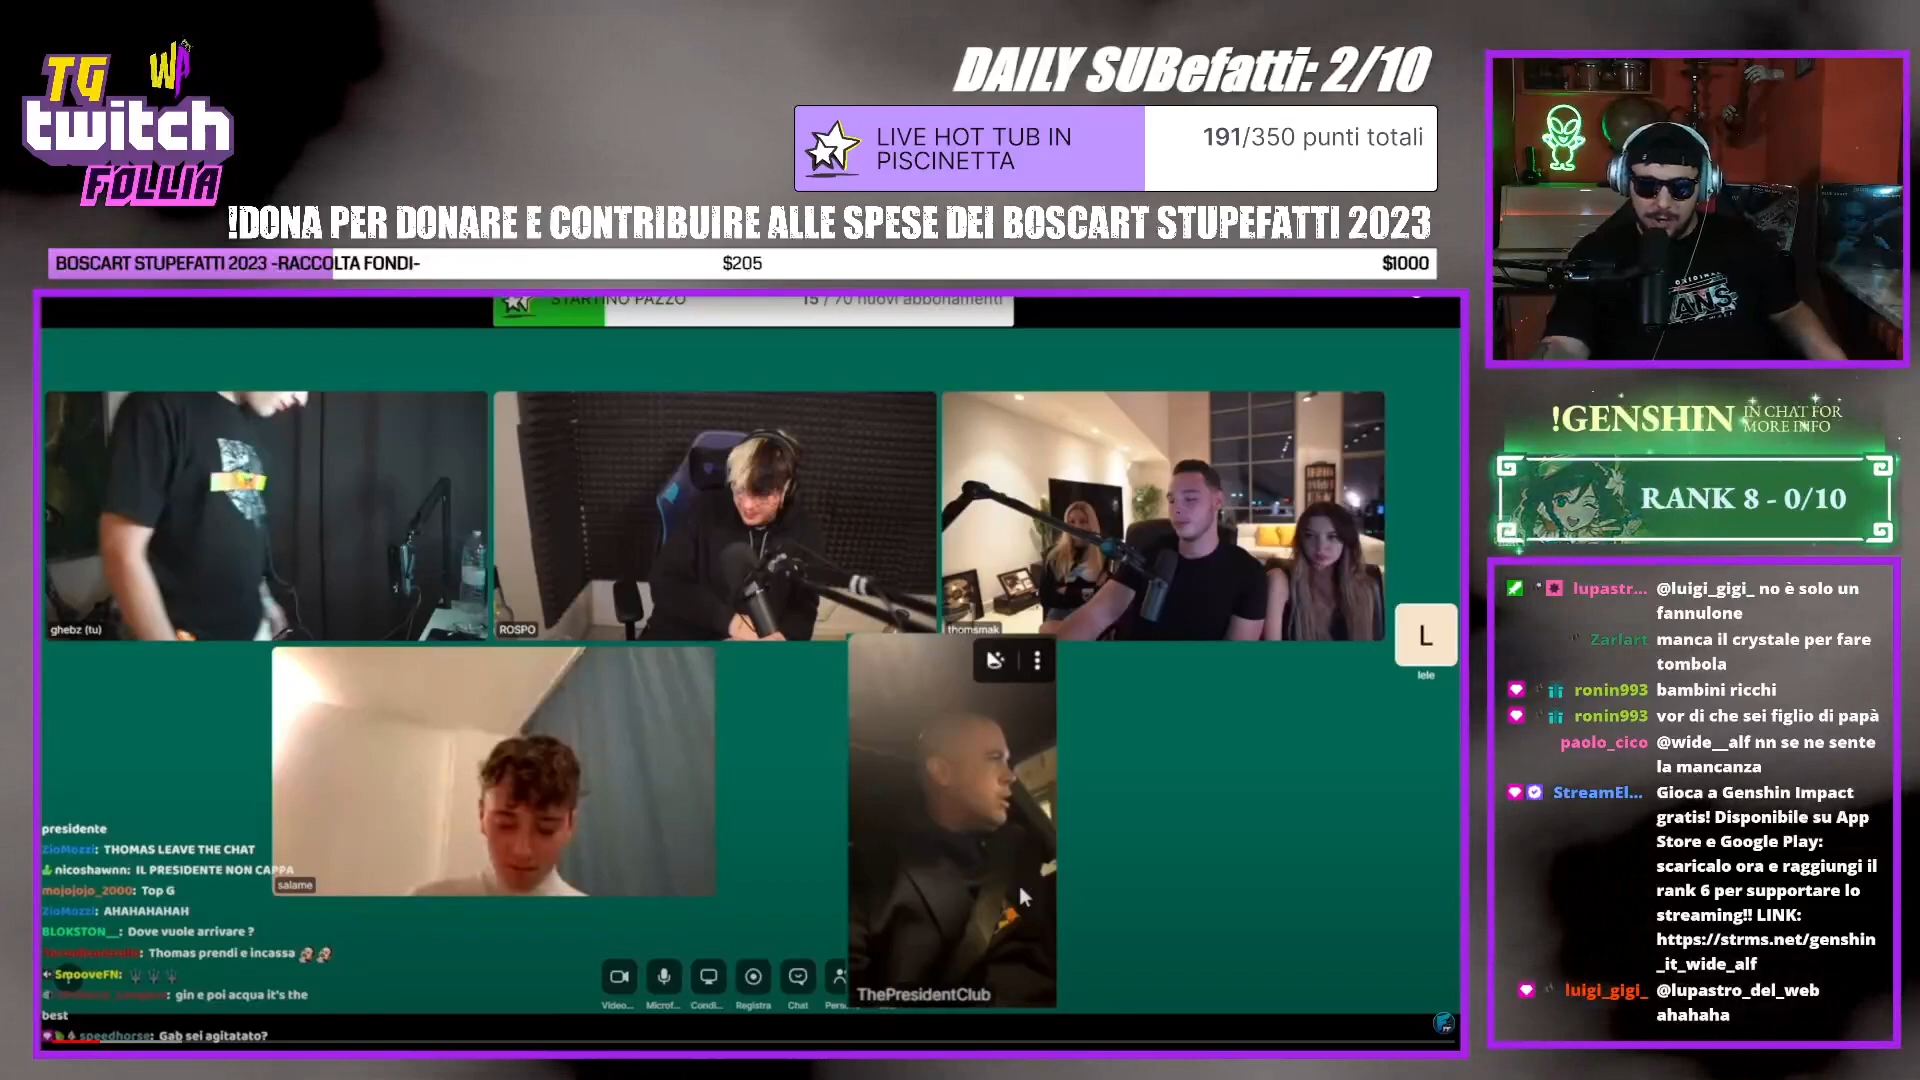 TG
WA
twitch
FOLLIA
DAILY SUBefatti: 2/10
LIVE HOT TUB IN
PISCINETTA
191/350 punti totali
!DONA PER DONARE E CONTRIBUIRE ALLE SPESE DEI BOSCART STUPEFATTI 2023
BOSCART STUPEFATTI 2023 -RACCOLTA FONDI-
$205
$1000
STARTINO PAZZO
15 / 70 nuovi abbonamenti
ghebz (tu)
ROSPO
thomsmak
L
lele
salame
ThePresidentClub
presidente
ZioMozzi: THOMAS LEAVE THE CHAT
nicoshawnn: IL PRESIDENTE NON CAPPA
mojojojo_2000: Top G
ZioMozzi: AHAHAHAHAH
BLOKSTON__: Dove vuole arrivare ?
Thomas prendi e incassa
SmooveFN:
gin e poi acqua it's the
best
speedhorse: Gab sei agitatato?
Video...
Microf...
Condi...
Registra
Chat
Pers
!GENSHIN
IN CHAT FOR
MORE INFO
RANK 8 - 0/10
lupastr... @luigi_gigi_ no è solo un
fannulone
Zarlart manca il crystale per fare
tombola
ronin993 bambini ricchi
ronin993 vor di che sei figlio di papà
paolo_cico @wide__alf nn se ne sente
la mancanza
StreamEl... Gioca a Genshin Impact
gratis! Disponibile su App
Store e Google Play:
scaricalo ora e raggiungi il
rank 6 per supportare lo
streaming!! LINK:
https://strms.net/genshin
_it_wide_alf
luigi_gigi_ @lupastro_del_web
ahahaha